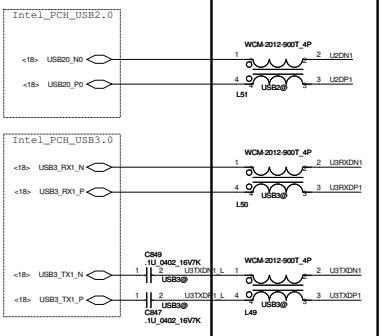 Intel_PCH_USB2.0
WCM-2012-900T_4P
<18> USB20_N0
1 2 U2DN1
<18> USB20_P0
4 3 U2DP1
USB2@
L51
Intel_PCH_USB3.0
WCM-2012-900T_4P
<18> USB3_RX1_N
1 2 U3RXDN1
<18> USB3_RX1_P
4 3 U3RXDP1
USB3@
L50
C849
.1U_0402_16V7K
WCM-2012-900T_4P
<18> USB3_TX1_N
1 2 U3TXDN1_L 1 2 U3TXDN1
USB3@
<18> USB3_TX1_P
1 2 U3TXDP1_L 4 3 U3TXDP1
USB3@
USB3@
C847
L49
.1U_0402_16V7K